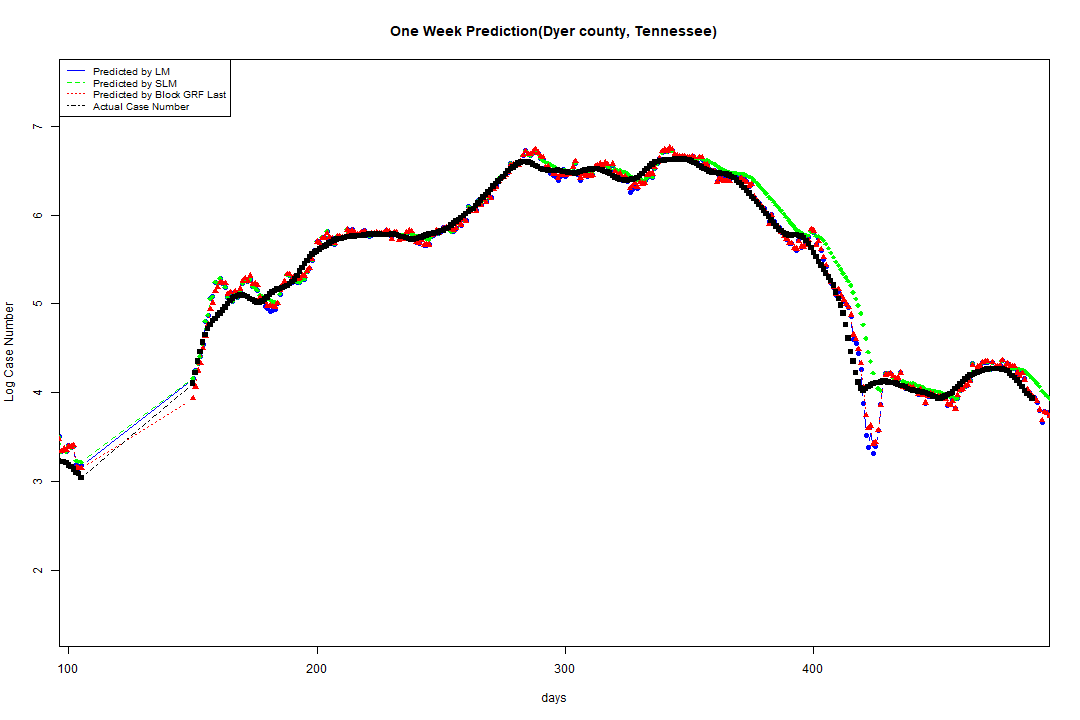 One Week Prediction(Dyer county, Tennessee)
Predicted by LM
Predicted by SLM
Predicted by Block GRF Last
Actual Case Number
7
6
5
4
3
2
Log Case Number
100 200 300 400
days